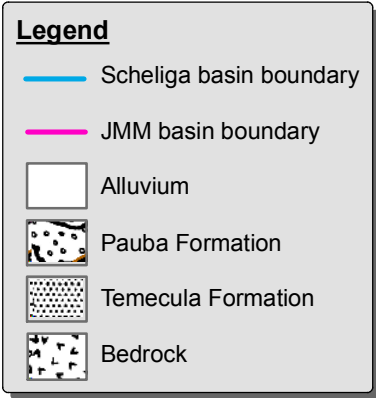 Legend
Scheliga basin boundary
JMM basin boundary
Alluvium
Pauba Formation
Temecula Formation
Bedrock